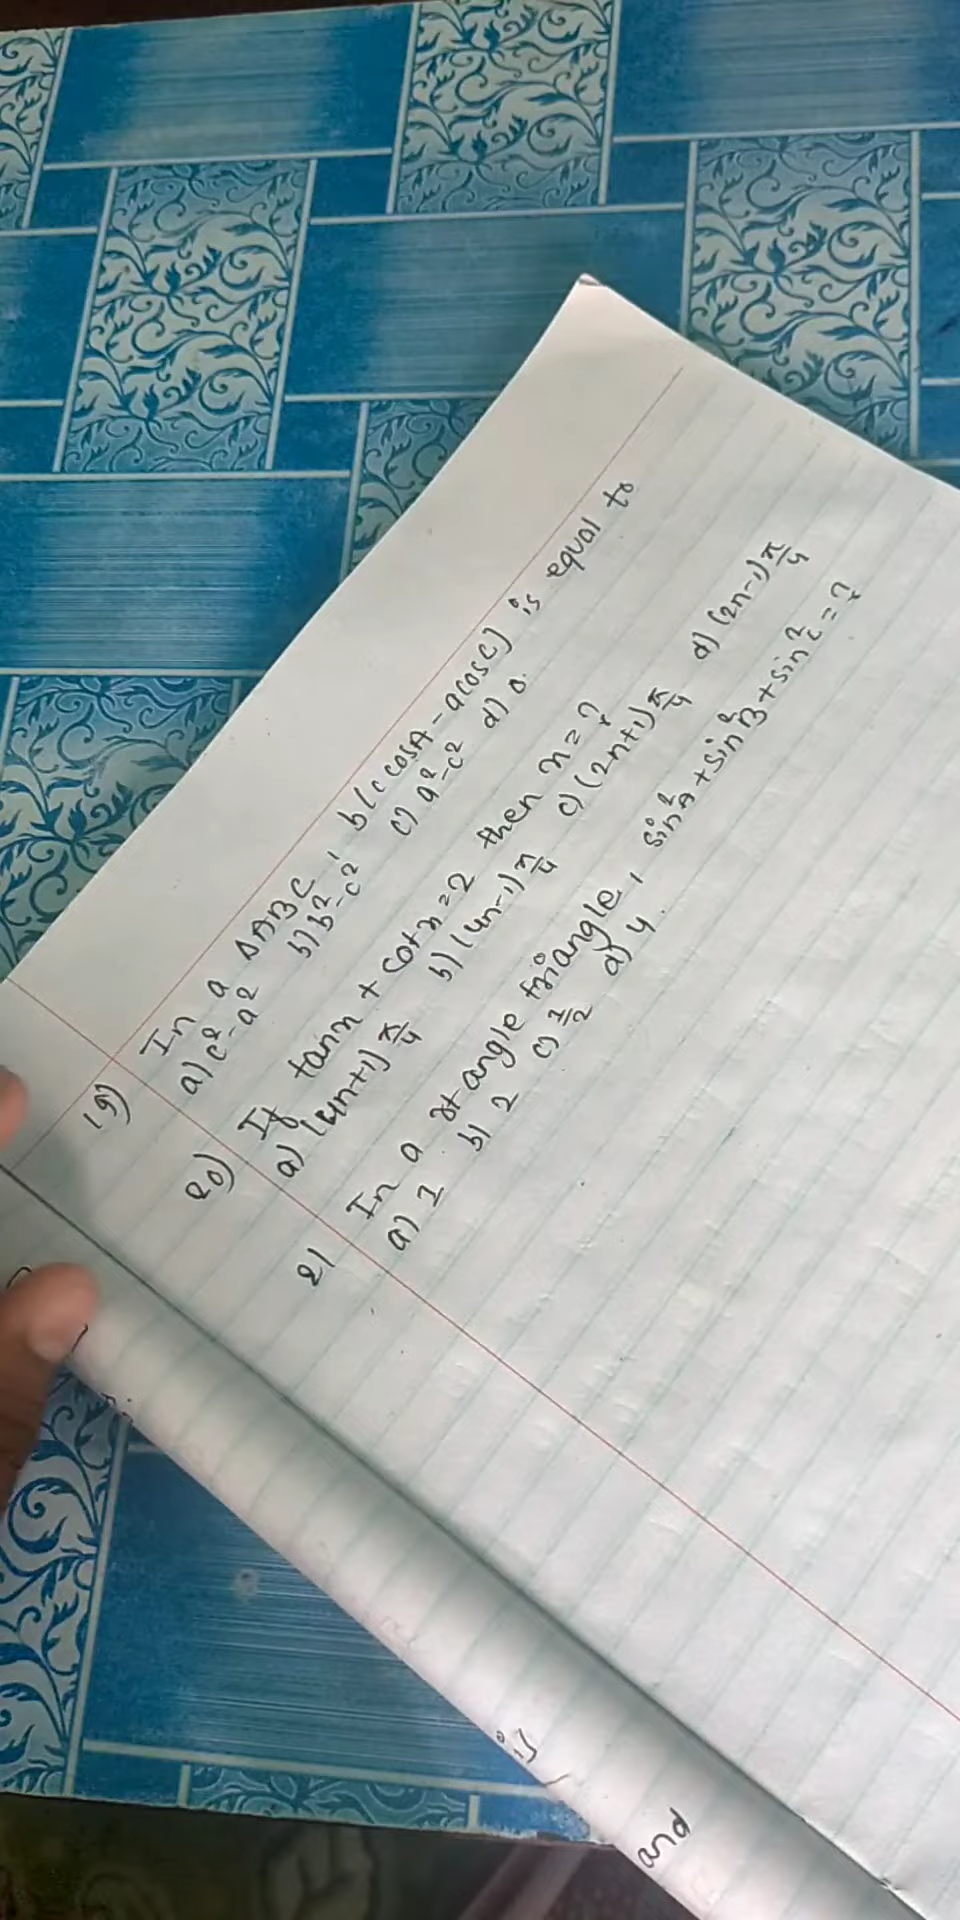 19) In a ΔABC, b(c cosA - a cosC) is equal to
a) c²-a² b) b²-c² c) a²-c² d) 0.
20) If tanx + cotx = 2 then x = ?
a) (4n+1)π/4 b) (4n-1)π/4 c) (2n+1)π/4 d) (2n-1)π/4
21 In a rt angle triangle, sin²A + sin²B + sin²C = ?
a) 1 b) 2 c) 1/2 d) 4.
is
and